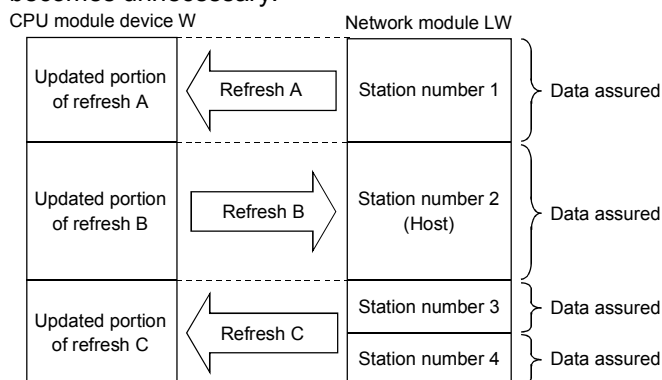 becomes unnecessary.
CPU module device W
Network module LW
Updated portion
of refresh A
Refresh A
Station number 1
Data assured
Updated portion
of refresh B
Refresh B
Station number 2
(Host)
Data assured
Updated portion
of refresh C
Refresh C
Station number 3
Data assured
Station number 4
Data assured